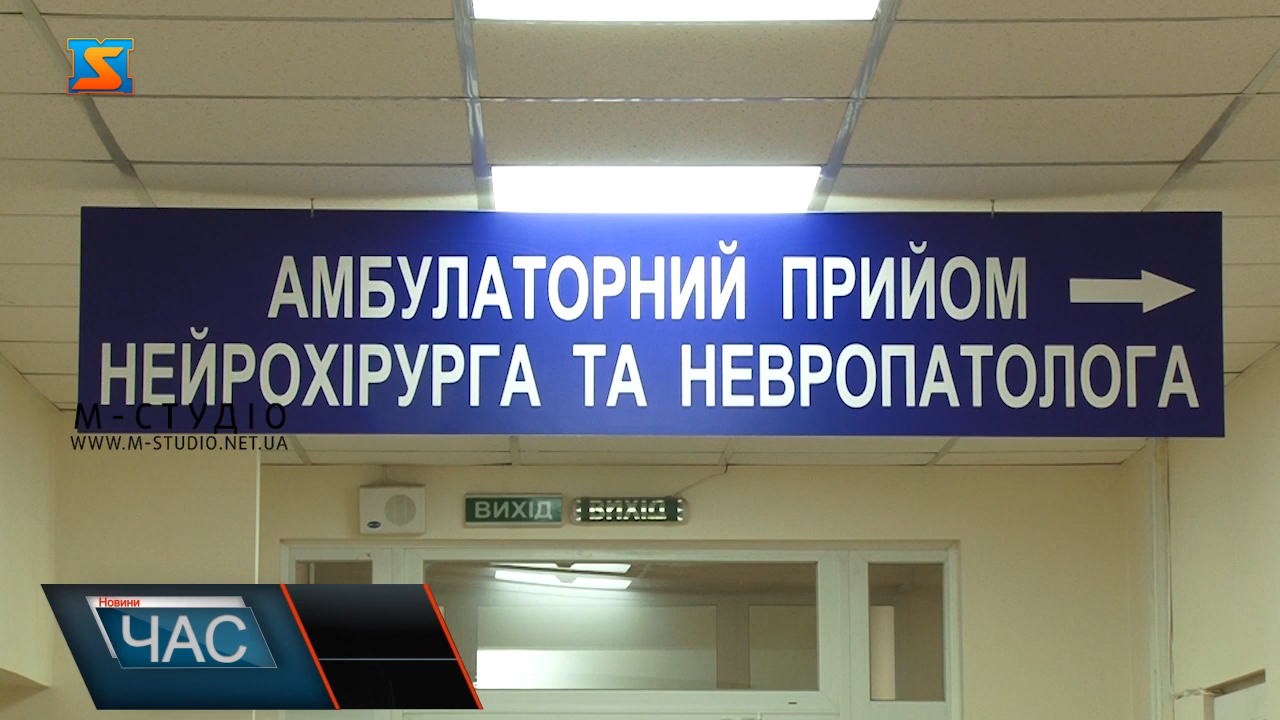 АМБУЛАТОРНИЙ ПРИЙОМ
НЕЙРОХІРУРГА ТА НЕВРОПАТОЛОГА
М-СТУДІО
WWW.M-STUDIO.NET.UA
ВИХІД ВИХІД
Новини
ЧАС